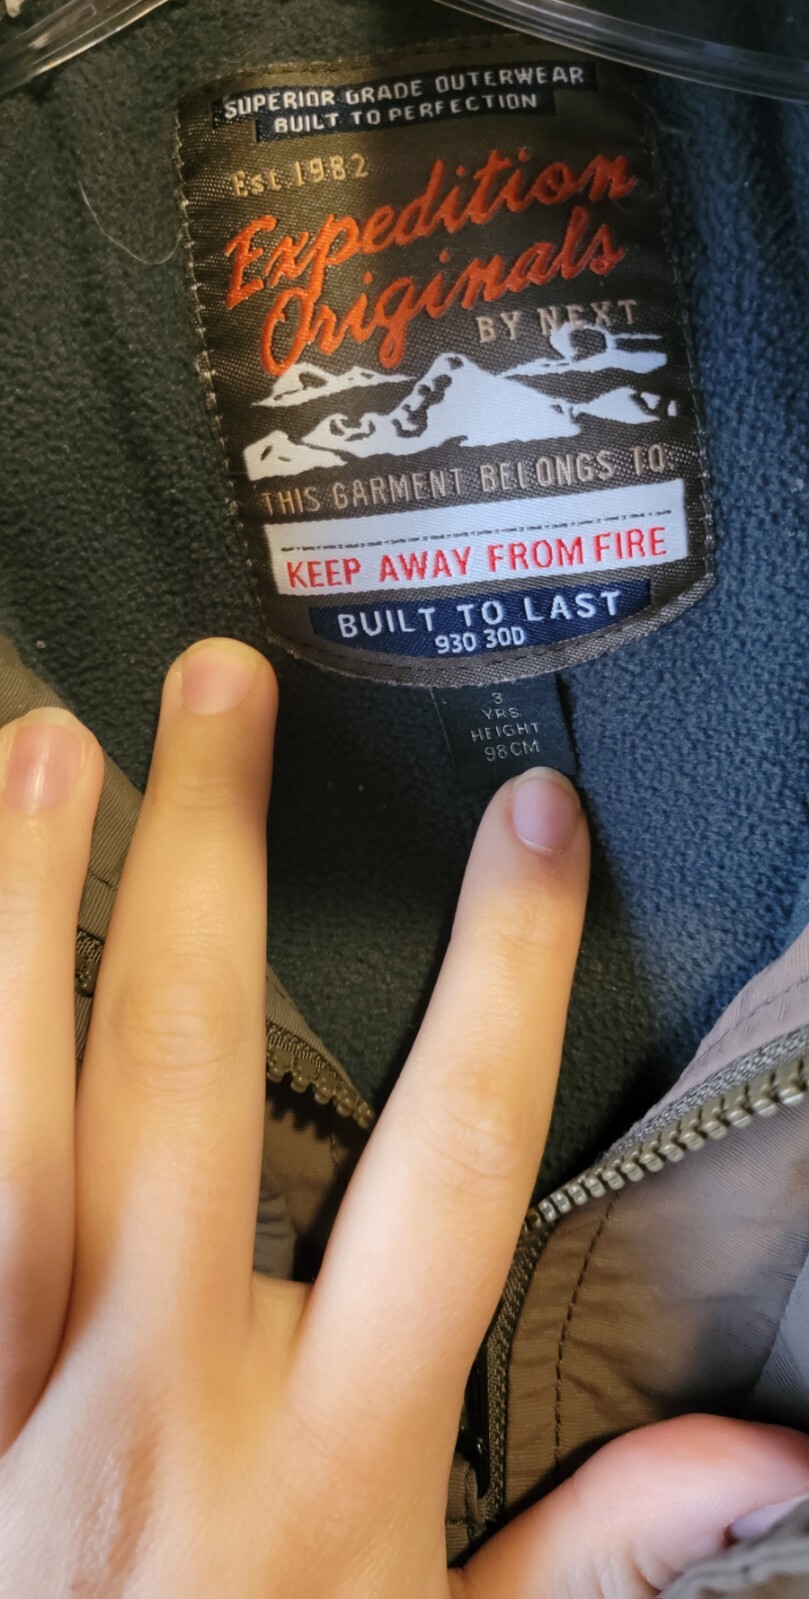 SUPERIOR GRADE OUTERWEAR
BUILT TO PERFECTION
Est.1982
Expedition
Originals
BY NEXT
THIS GARMENT BELONGS TO:
KEEP AWAY FROM FIRE
BUILT TO LAST
930 30D
3
YRS
HEIGHT
98CM